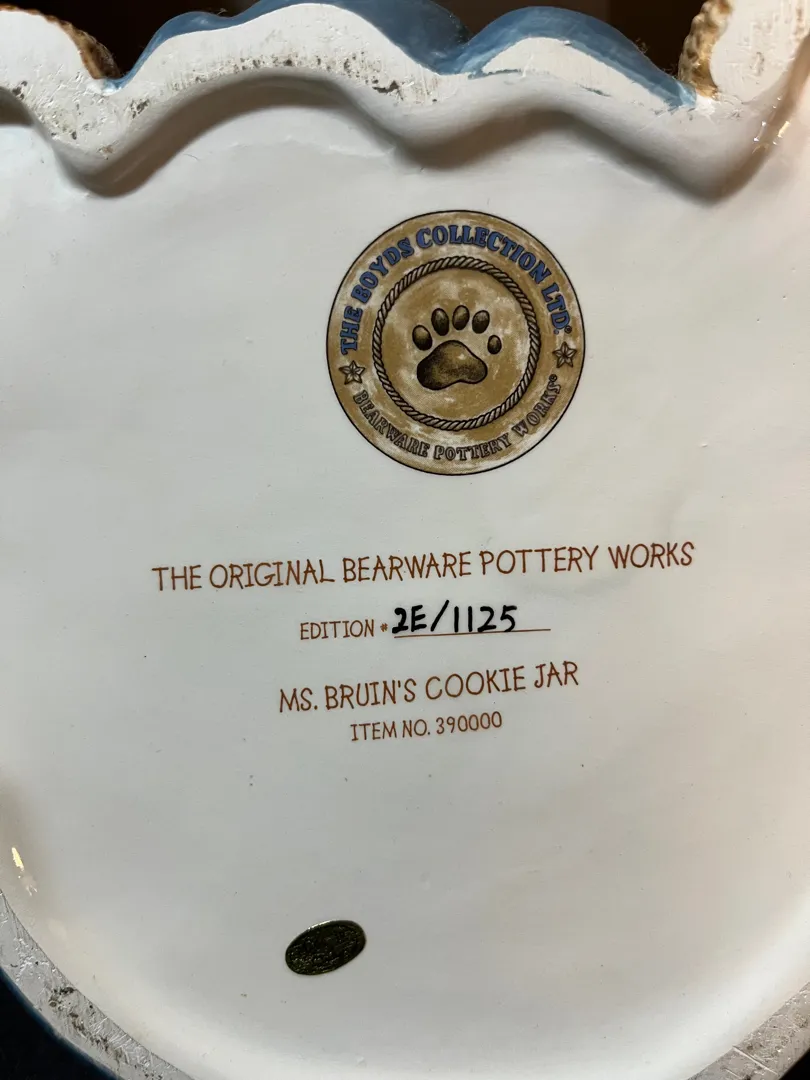 THE BOYDS COLLECTION LTD.®
BEARWARE POTTERY WORKS®
THE ORIGINAL BEARWARE POTTERY WORKS
EDITION # 2E/1125
MS. BRUIN'S COOKIE JAR
ITEM NO. 390000